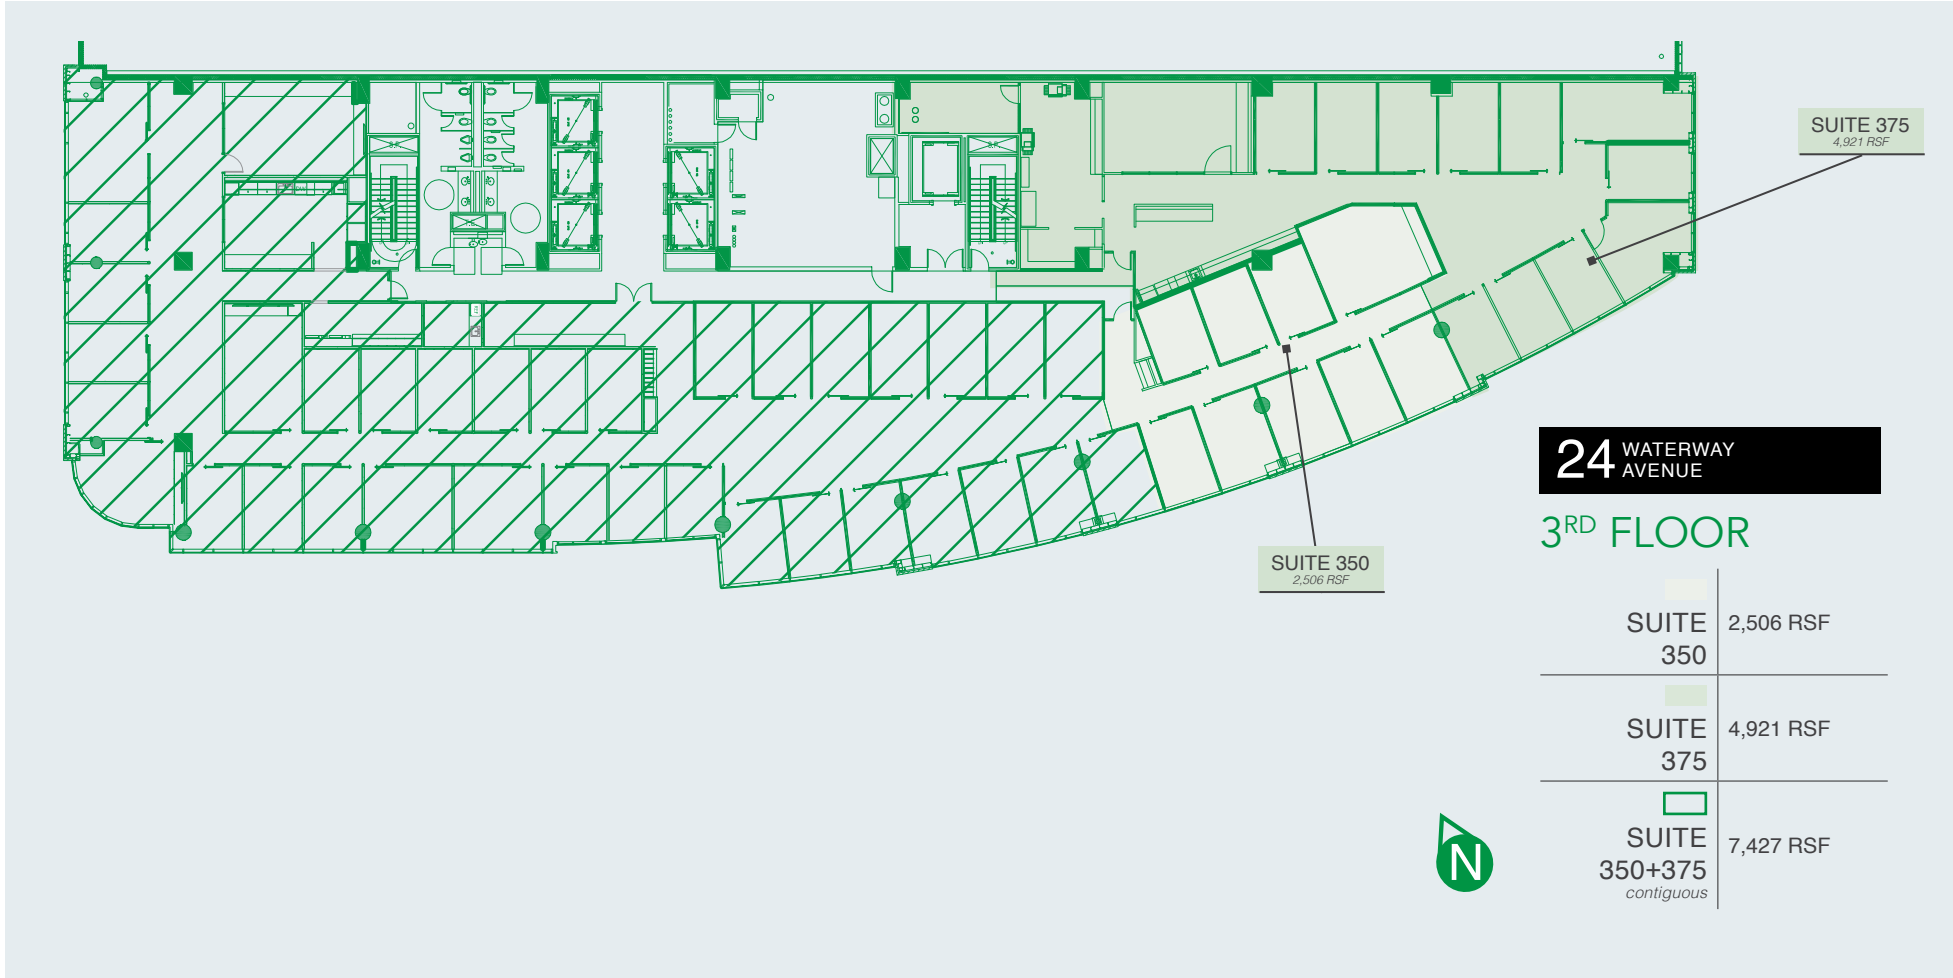 SUITE 375
4,921 RSF
24 WATERWAY
AVENUE
3RD FLOOR
SUITE 350
2,506 RSF
SUITE
350
2,506 RSF
SUITE
375
4,921 RSF
SUITE
350+375
contiguous
7,427 RSF
N